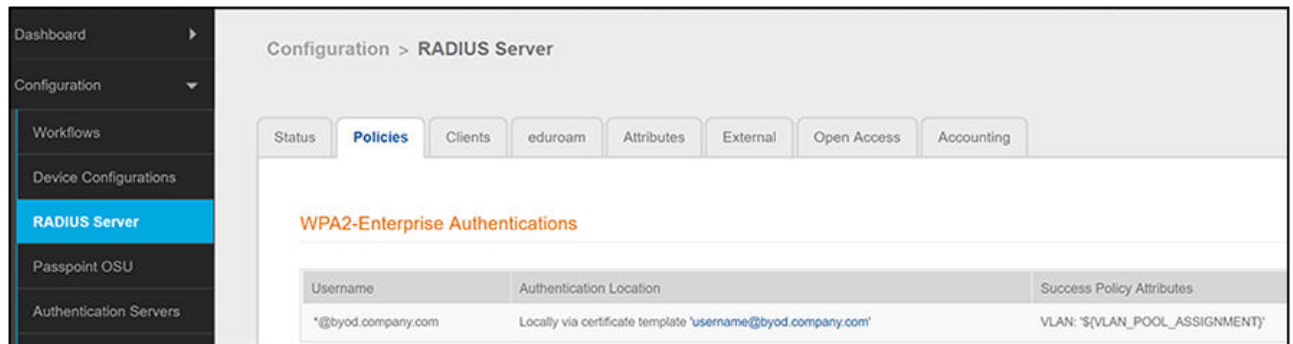 Dashboard
Configuration > RADIUS Server
Configuration
Workflows
Status Policies Clients eduroam Attributes External Open Access Accounting
Device Configurations
RADIUS Server
WPA2-Enterprise Authentications
Passpoint OSU
Username Authentication Location Success Policy Attributes
Authentication Servers
*@byod.company.com Locally via certificate template 'username@byod.company.com' VLAN: '${VLAN_POOL_ASSIGNMENT}'